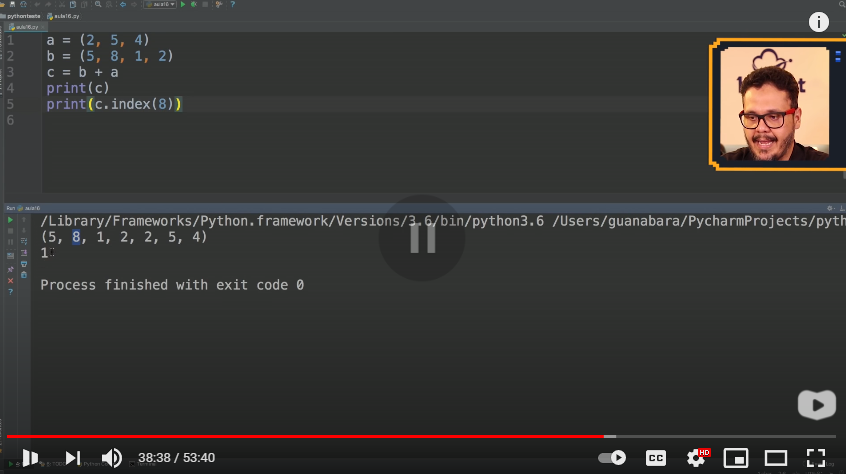 aula16
pythonteste
aula16.py
aula16.py
1 a = (2, 5, 4)
2 b = (5, 8, 1, 2)
3 c = b + a
4 print(c)
5 print(c.index(8))
6
Run aula16
/Library/Frameworks/Python.framework/Versions/3.6/bin/python3.6 /Users/guanabara/PycharmProjects/pyth
(5, 8, 1, 2, 2, 5, 4)
1
Process finished with exit code 0
38:38 / 53:40
CC
HD